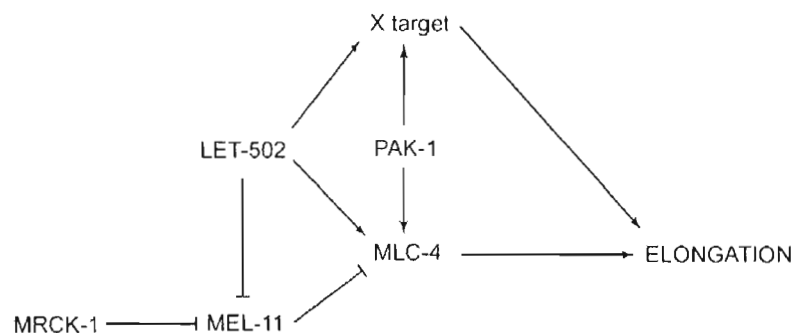 X target
LET-502
PAK-1
MLC-4
ELONGATION
MRCK-1
MEL-11